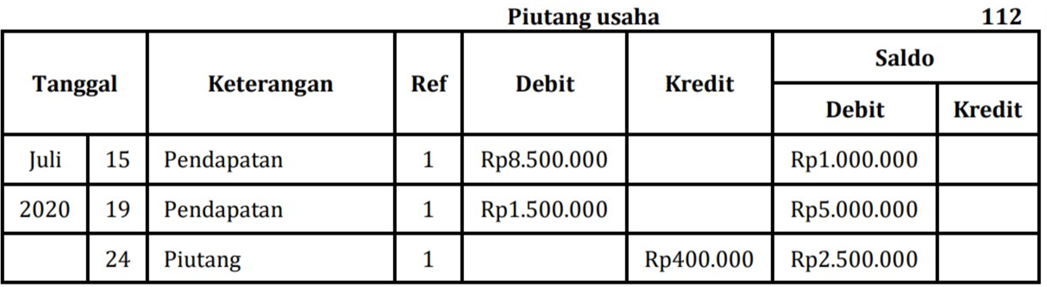 Piutang usaha 112
Tanggal Keterangan Ref Debit Kredit Saldo
Debit Kredit
Juli 15 Pendapatan 1 Rp8.500.000 Rp1.000.000
2020 19 Pendapatan 1 Rp1.500.000 Rp5.000.000
24 Piutang 1 Rp400.000 Rp2.500.000